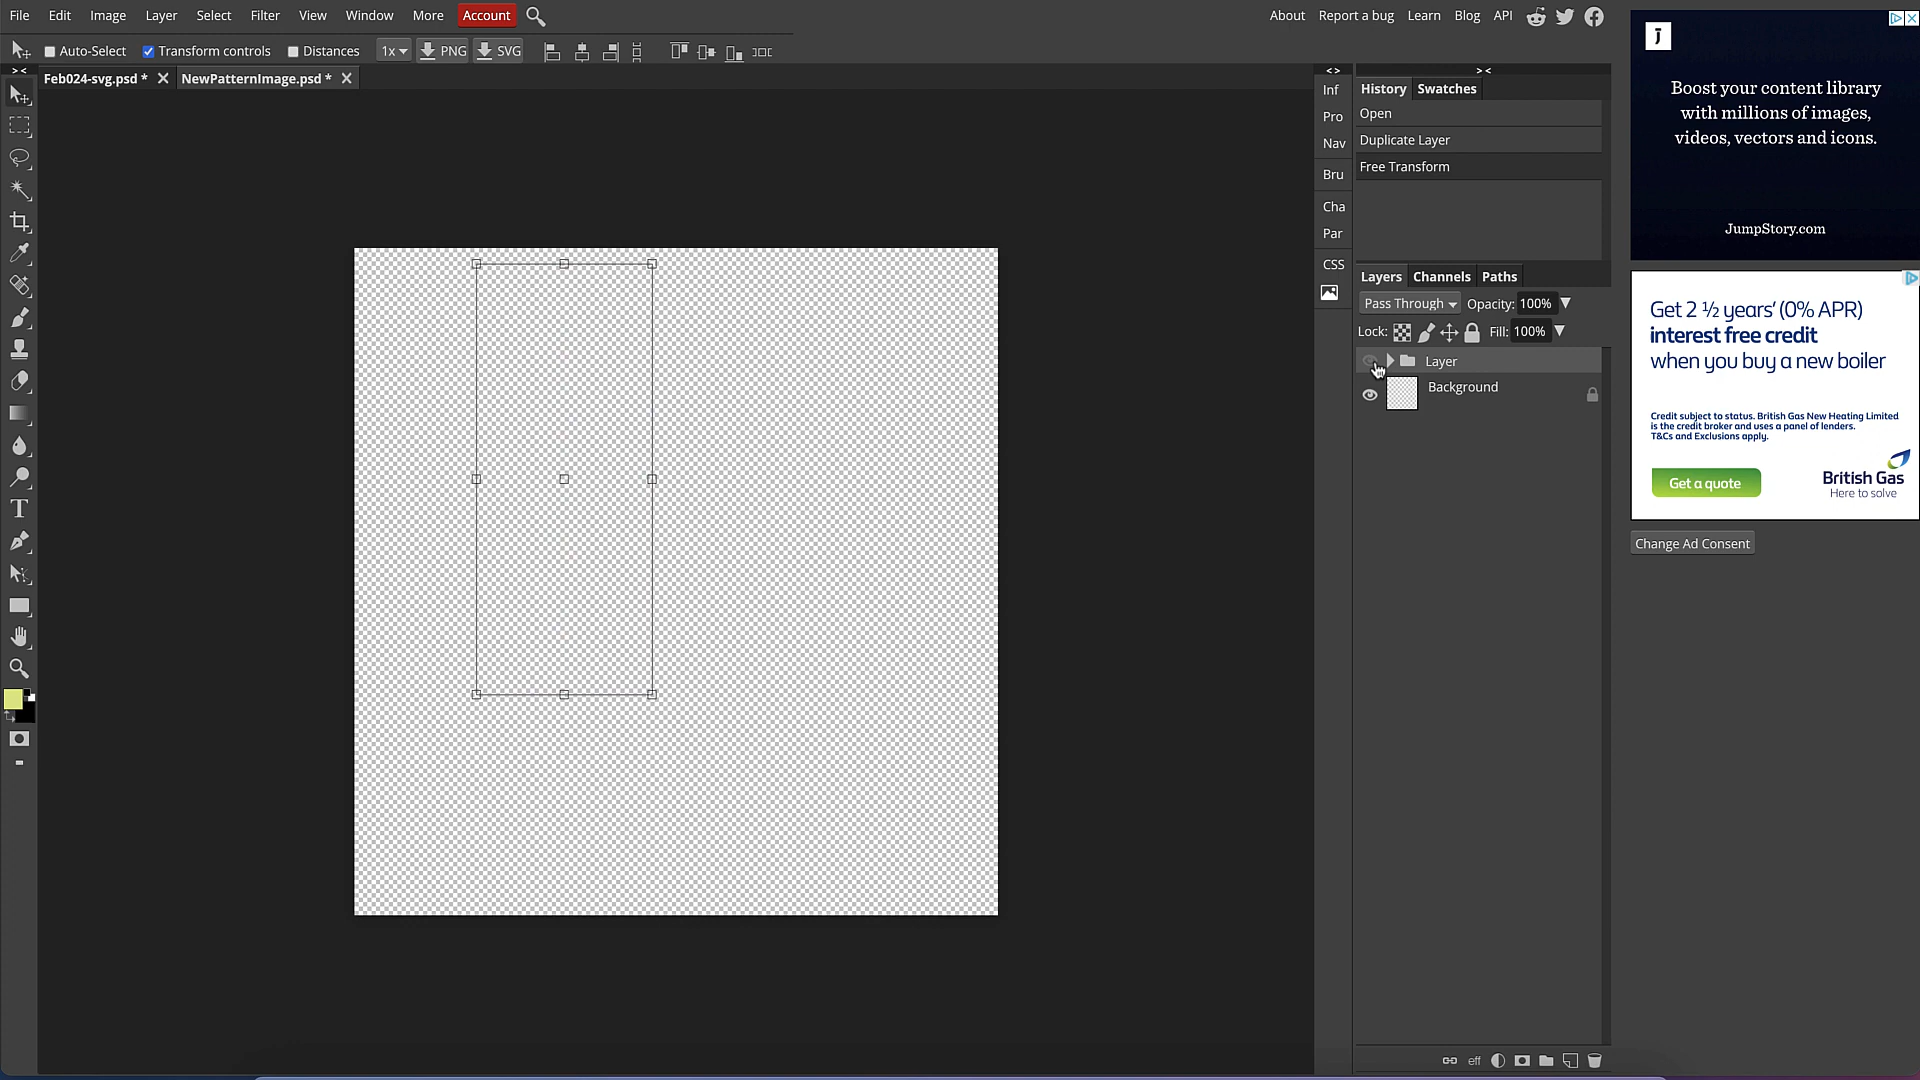 File Edit Image Layer Select Filter View Window More Account About Report a bug Learn Blog API
Auto-Select Transform controls Distances 1x PNG SVG
Feb024-svg.psd * NewPatternImage.psd *
Inf
Pro
Nav
Bru
Cha
Par
CSS
History Swatches
Open
Duplicate Layer
Free Transform
Layers Channels Paths
Pass Through Opacity: 100%
Lock: Fill: 100%
Layer
Background
eff
J
Boost your content library
with millions of images,
videos, vectors and icons.
JumpStory.com
Get 2 ½ years' (0% APR)
interest free credit
when you buy a new boiler
Credit subject to status. British Gas New Heating Limited
is the credit broker and uses a panel of lenders.
T&Cs and Exclusions apply.
Get a quote
British Gas
Here to solve
Change Ad Consent